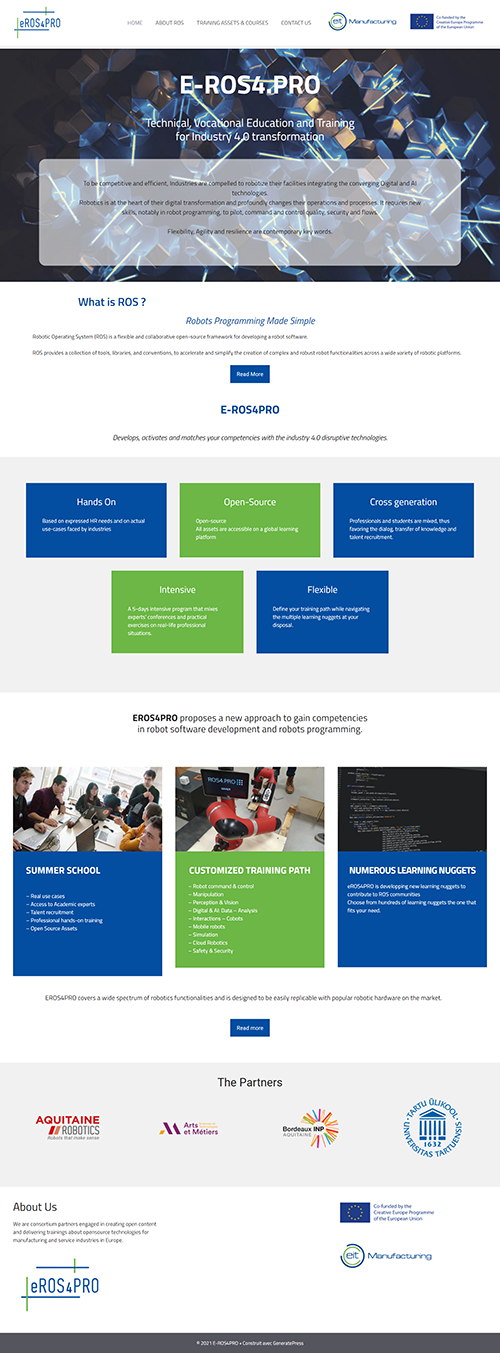 eROS4PRO
HOME
ABOUT ROS
TRAINING ASSETS & COURSES
CONTACT US
eit Manufacturing
Co-funded by the
Creative Europe Programme
of the European Union
E-ROS4.PRO
Technical, Vocational Education and Training
for Industry 4.0 transformation
To be competitive and efficient, Industries are compelled to robotize their facilities integrating the converging Digital and AI
technologies.
Robotics is at the heart of their digital transformation and profoundly changes their operations and processes. It requires new
skills, notably in robot programming, to pilot, command and control quality, security and flows.
Flexibility, Agility and resilience are contemporary key words.
What is ROS ?
Robots Programming Made Simple
Robotic Operating System (ROS) is a flexible and collaborative open-source framework for developing a robot software.
ROS provides a collection of tools, libraries, and conventions, to accelerate and simplify the creation of complex and robust robot functionalities across a wide variety of robotic platforms.
Read More
E-ROS4PRO
Develops, activates and matches your competencies with the industry 4.0 disruptive technologies.
Hands On
Based on expressed HR needs and on actual
use-cases faced by industries
Open-Source
Open-source
All assets are accessible on a global learning
platform
Cross generation
Professionals and students are mixed, thus
favoring the dialog, transfer of knowledge and
talent recruitment.
Intensive
A 5-days intensive program that mixes
experts' conferences and practical
exercises on real-life professional
situations.
Flexible
Define your training path while navigating
the multiple learning nuggets at your
disposal.
EROS4PRO proposes a new approach to gain competencies
in robot software development and robots programming.
ROS4.PRO
SUMMER SCHOOL
– Real use cases
– Access to Academic experts
– Talent recruitment
– Professional hands-on training
– Open Source Assets
CUSTOMIZED TRAINING PATH
– Robot command & control
– Manipulation
– Perception & Vision
– Digital & AI: Data – Analysis
– Interactions – Cobots
– Mobile robots
– Simulation
– Cloud Robotics
– Safety & Security
NUMEROUS LEARNING NUGGETS
eROS4PRO is developping new learning nuggets to
contribute to ROS communities
Choose from hundreds of learning nuggets the one that
fits your need.
EROS4PRO covers a wide spectrum of robotics functionalities and is designed to be easily replicable with popular robotic hardware on the market.
Read more
The Partners
AQUITAINE
ROBOTICS
Robots that make sense
Arts
et Métiers
Bordeaux INP
AQUITAINE
TARTU ÜLIKOOL
UNIVERSITAS TARTUENSIS
1632
About Us
We are consortium partners engaged in creating open content
and delivering trainings about opensource technologies for
manufacturing and service industries in Europe.
eROS4PRO
Co-funded by the
Creative Europe Programme
of the European Union
eit Manufacturing
© 2021 E-ROS4PRO • Construit avec GeneratePress